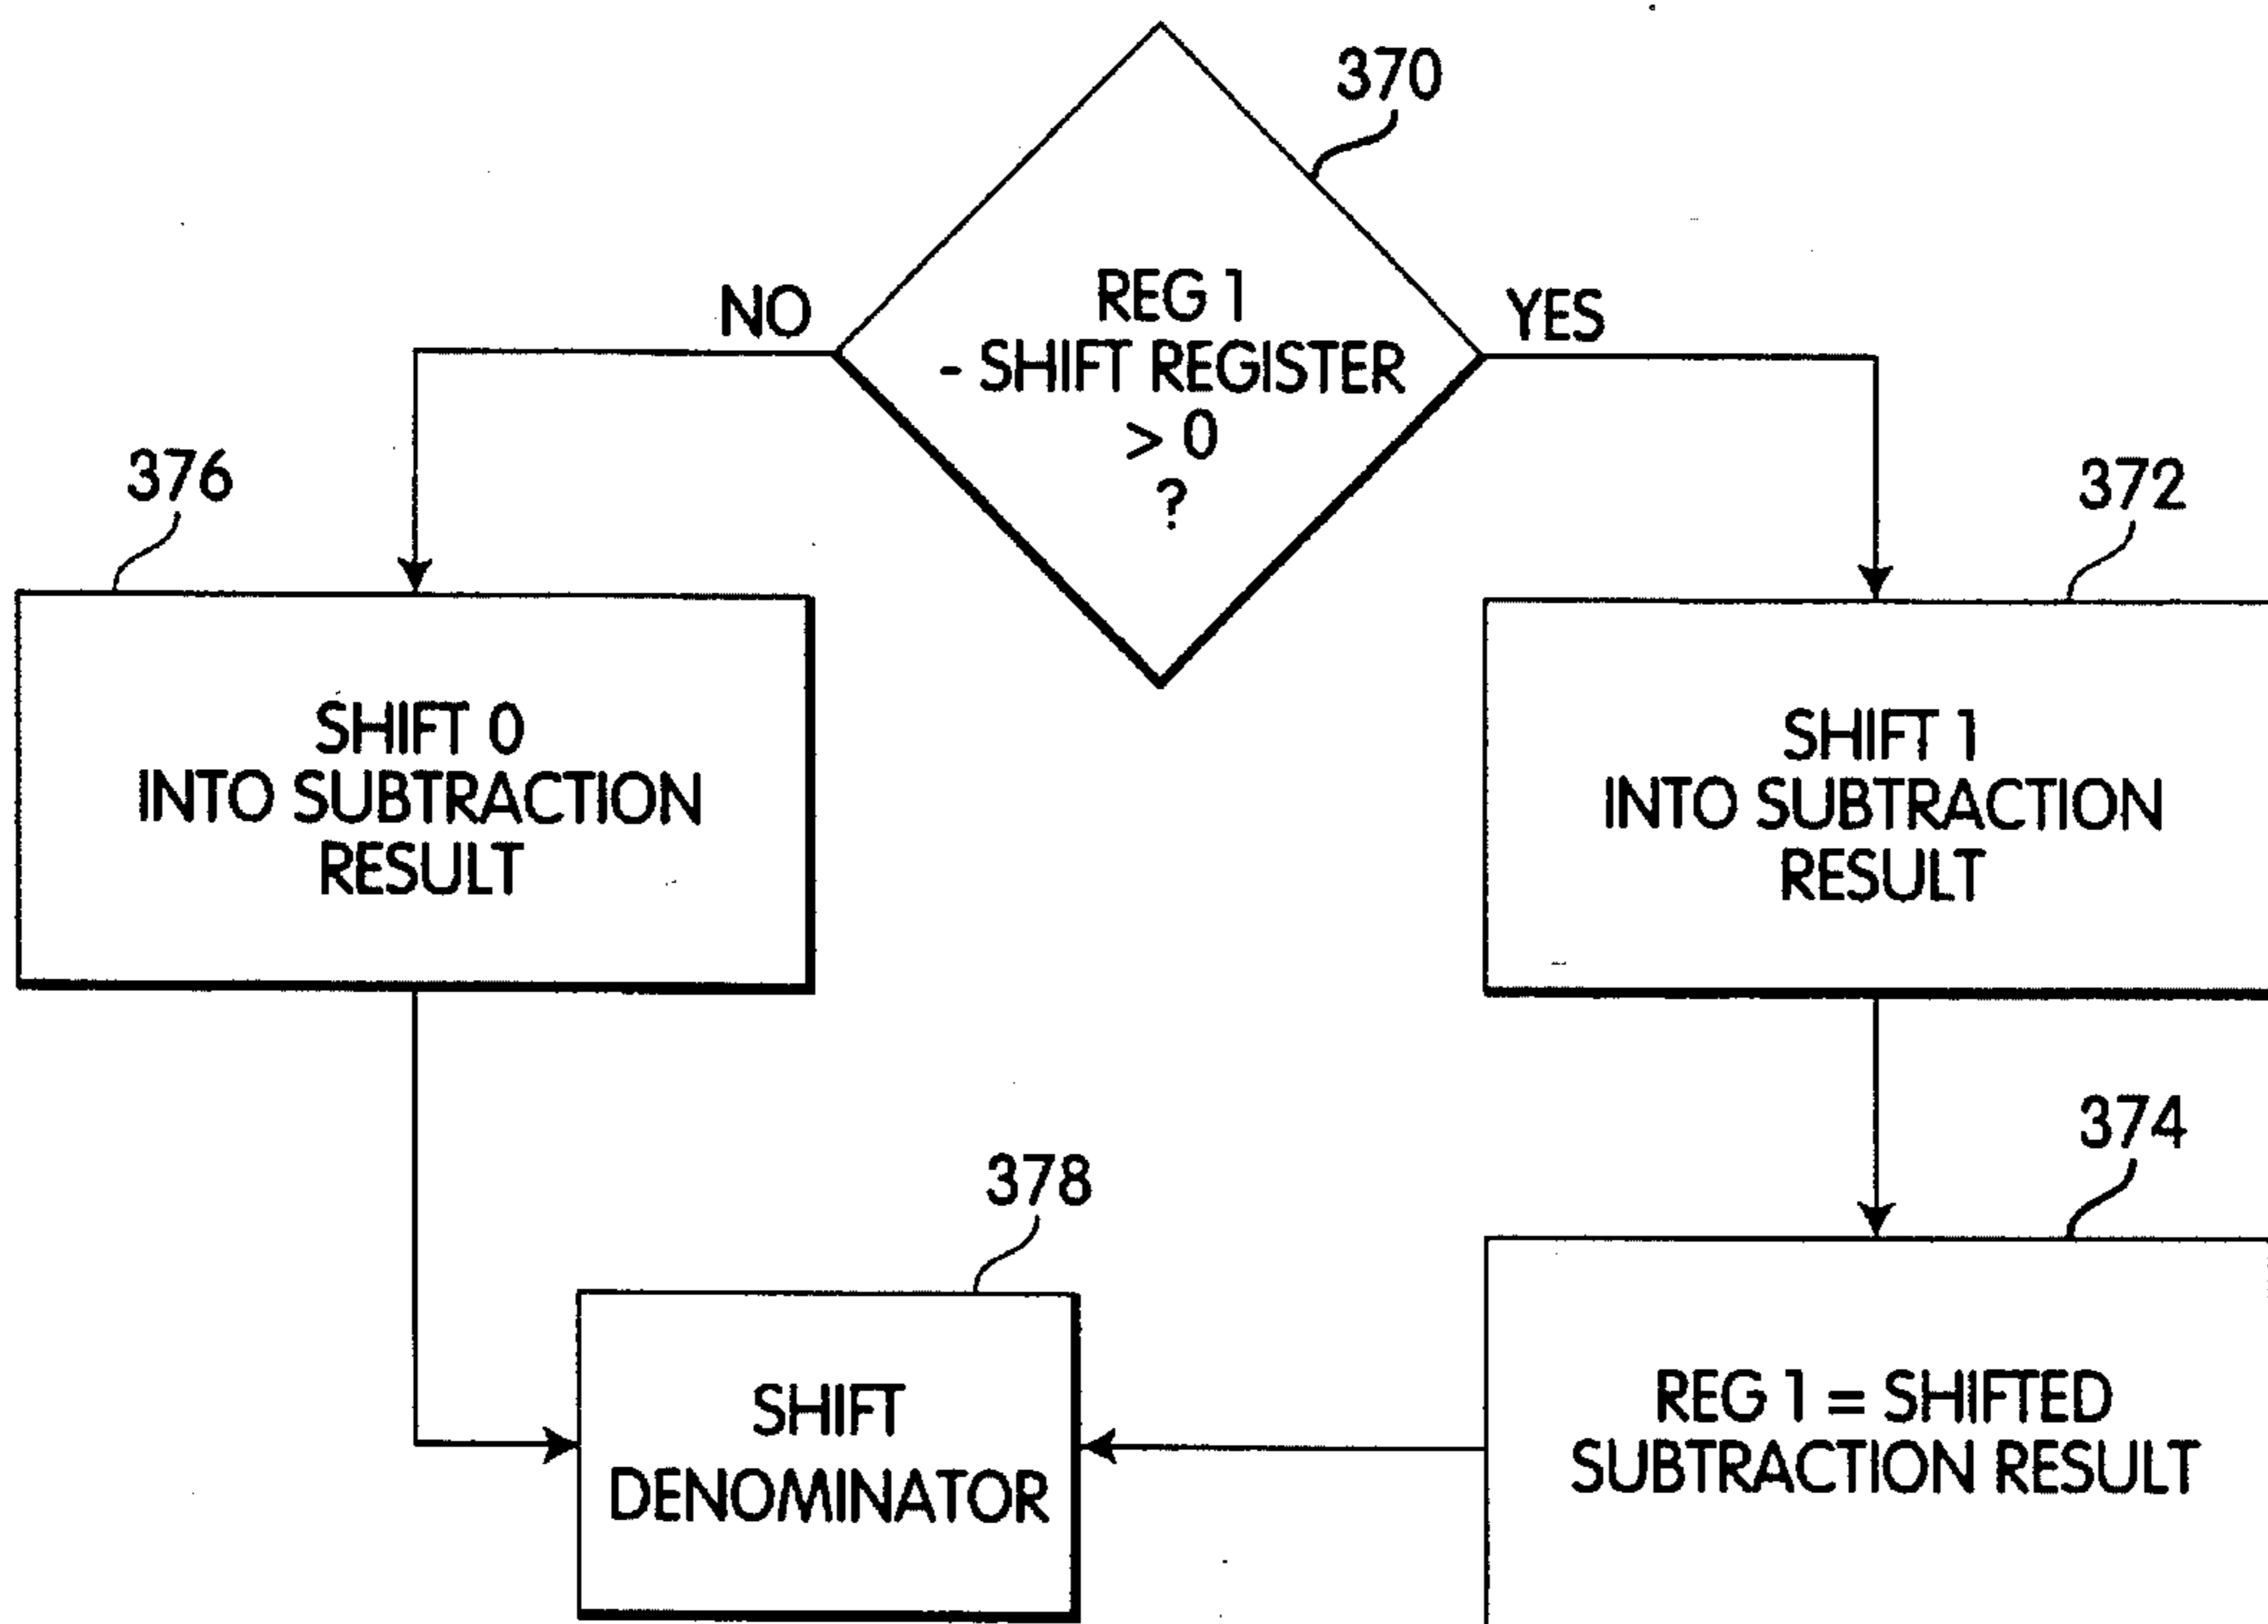 370
REG 1
- SHIFT REGISTER
> 0
?
NO
YES
376
SHIFT 0
INTO SUBTRACTION
RESULT
372
SHIFT 1
INTO SUBTRACTION
RESULT
378
SHIFT
DENOMINATOR
374
REG 1 = SHIFTED
SUBTRACTION RESULT